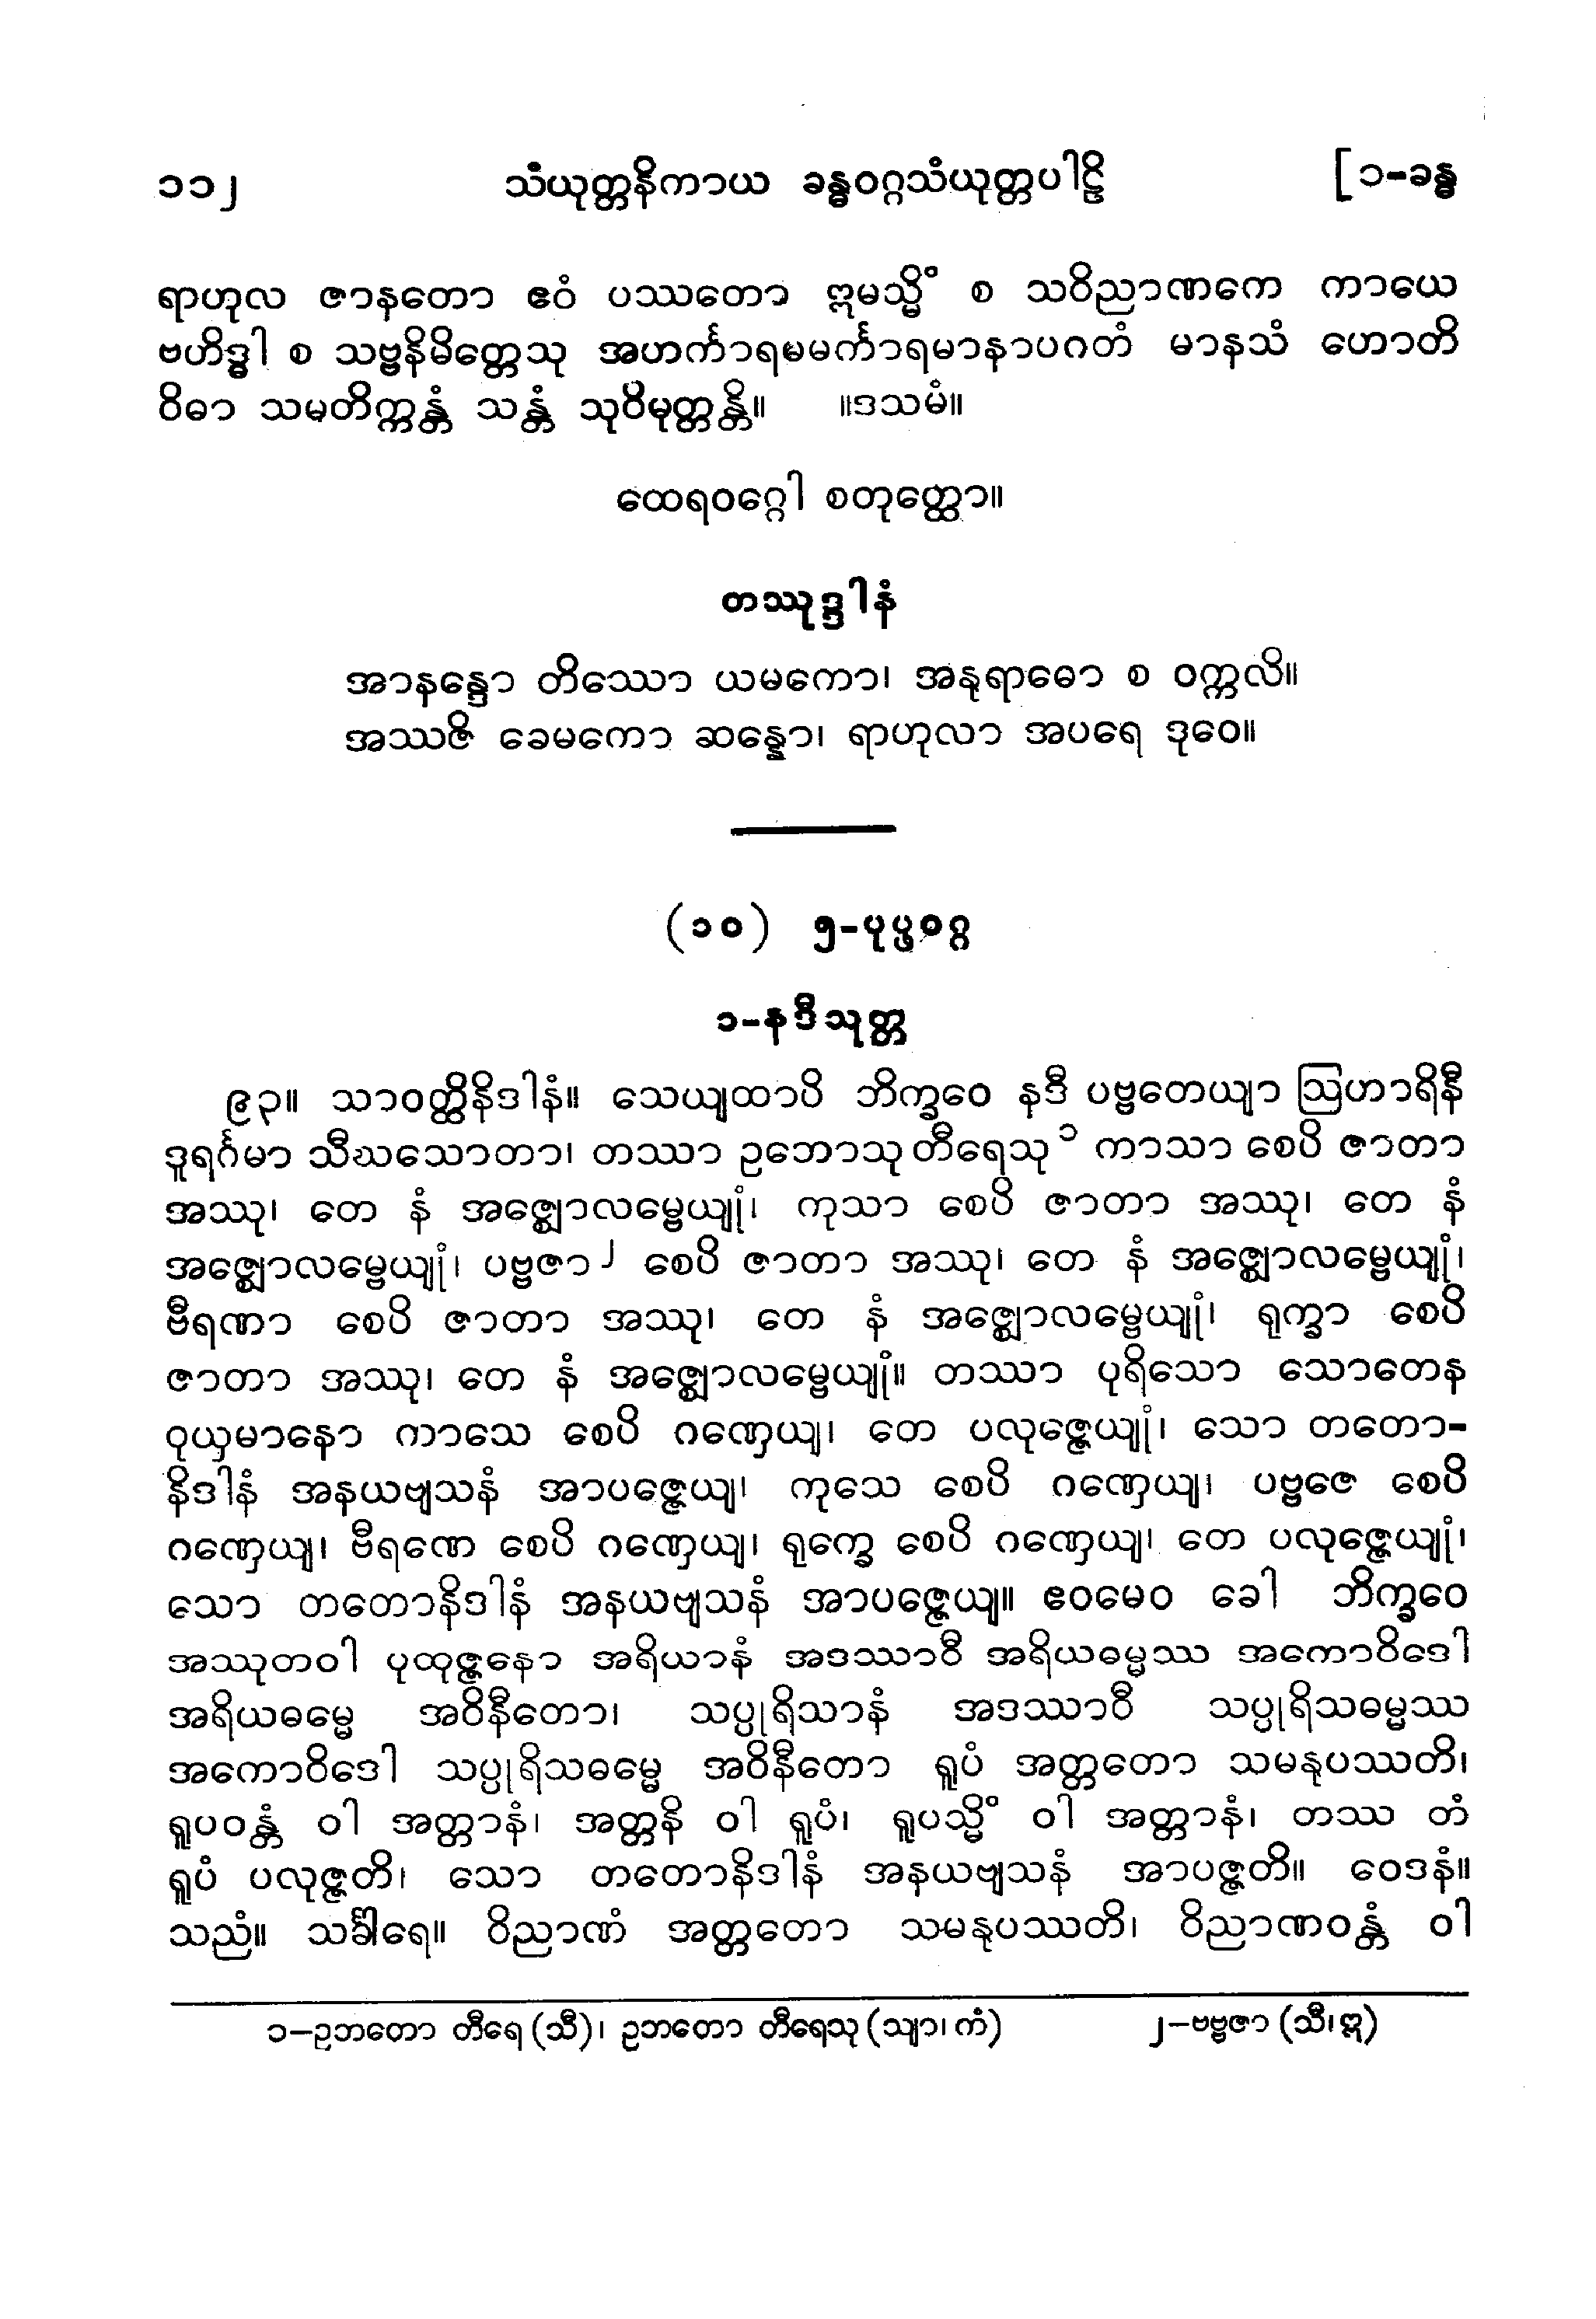 ၁၁၂ သံယုတ္တနိကာယ ခန္ဓဝဂ္ဂသံယုတ္တပါဠိ [၁-ခန္ဓ
ရာဟုလ ဇာနတော ဧဝံ ပဿတော ဣမသ္မိံ စ သဝိညာဏကေ ကာယေ
ဗဟိဒ္ဓါ စ သဗ္ဗနိမိတ္တေသု အဟင်္ကာရမမင်္ကာရမာနာပဂတံ မာနသံ ဟောတိ
ဝိဓာ သမတိက္ကန္တံ သန္တံ သုဝိမုတ္တန္တိ။ ။ဒသမံ။
ထေရဝဂ္ဂေါ စတုတ္ထော။
တဿုဒ္ဒါနံ
အာနန္ဒော တိဿော ယမကော၊ အနုရာဓော စ ဝက္ကလိ။
အဿဇိ ခေမကော ဆန္နော၊ ရာဟုလာ အပရေ ဒုဝေ။
(၁၀) ၅-ပုပ္ဖဝဂ္ဂ
၁-နဒီသုတ္တ
၉၃။ သာဝတ္ထိနိဒါနံ။ သေယျထာပိ ဘိက္ခဝေ နဒီ ပဗ္ဗတေယျာ ဩဟာရိနီ
ဒူရင်္ဂမာ သီဃသောတာ၊ တဿာ ဥဘောသု တီရေသု ၁ ကာသာ စေပိ ဇာတာ
အဿု၊ တေ နံ အဇ္ဈောလမ္ဗေယျုံ၊ ကုသာ စေပိ ဇာတာ အဿု၊ တေ နံ
အဇ္ဈောလမ္ဗေယျုံ၊ ပဗ္ဗဇာ ၂ စေပိ ဇာတာ အဿု၊ တေ နံ အဇ္ဈောလမ္ဗေယျုံ၊
ဗီရဏာ စေပိ ဇာတာ အဿု၊ တေ နံ အဇ္ဈောလမ္ဗေယျုံ၊ ရုက္ခာ စေပိ
ဇာတာ အဿု၊ တေ နံ အဇ္ဈောလမ္ဗေယျုံ။ တဿာ ပုရိသော သောတေန
ဝုယှမာနော ကာသေ စေပိ ဂဏှေယျ၊ တေ ပလုဇ္ဇေယျုံ၊ သော တတော-
နိဒါနံ အနယဗျသနံ အာပဇ္ဇေယျ၊ ကုသေ စေပိ ဂဏှေယျ၊ ပဗ္ဗဇေ စေပိ
ဂဏှေယျ၊ ဗီရဏေ စေပိ ဂဏှေယျ၊ ရုက္ခေ စေပိ ဂဏှေယျ၊ တေ ပလုဇ္ဇေယျုံ၊
သော တတောနိဒါနံ အနယဗျသနံ အာပဇ္ဇေယျ။ ဧဝမေဝ ခေါ ဘိက္ခဝေ
အဿုတဝါ ပုထုဇ္ဇနော အရိယာနံ အဒဿာဝီ အရိယဓမ္မဿ အကောဝိဒေါ
အရိယဓမ္မေ အဝိနီတော၊ သပ္ပုရိသာနံ အဒဿာဝီ သပ္ပုရိသဓမ္မဿ
အကောဝိဒေါ သပ္ပုရိသဓမ္မေ အဝိနီတော ရူပံ အတ္တတော သမနုပဿတိ၊
ရူပဝန္တံ ဝါ အတ္တာနံ၊ အတ္တနိ ဝါ ရူပံ၊ ရူပသ္မိံ ဝါ အတ္တာနံ၊ တဿ တံ
ရူပံ ပလုဇ္ဇတိ၊ သော တတောနိဒါနံ အနယဗျသနံ အာပဇ္ဇတိ။ ဝေဒနံ။
သညံ။ သင်္ခါရေ။ ဝိညာဏံ အတ္တတော သမနုပဿတိ၊ ဝိညာဏဝန္တံ ဝါ
၁-ဥဘတော တီရေ (သီ)၊ ဥဘတော တီရေသု (သျာ၊ ကံ) ၂-ဗဗ္ဗဇာ (သီ၊ ဣ)